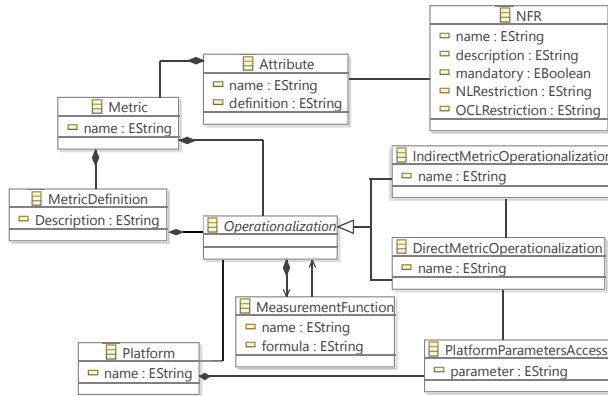 NFR
name : EString
description : EString
mandatory : EBoolean
NLRestriction : EString
OCLRestriction : EString
Attribute
name : EString
definition : EString
Metric
name : EString
IndirectMetricOperationalization
name : EString
MetricDefinition
Description : EString
Operationalization
DirectMetricOperationalization
name : EString
MeasurementFunction
name : EString
formula : EString
Platform
name : EString
PlatformParametersAccess
parameter : EString